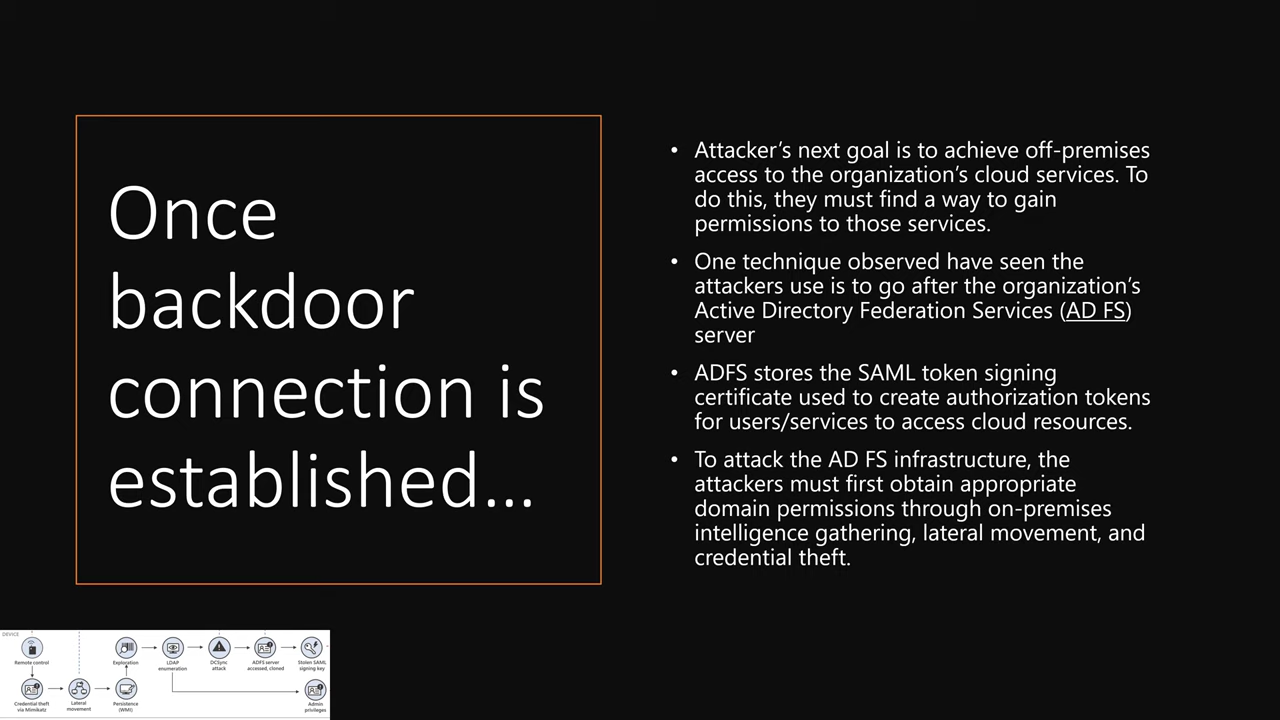 Once
backdoor
connection is
established...
• Attacker’s next goal is to achieve off-premises
access to the organization’s cloud services. To
do this, they must find a way to gain
permissions to those services.
• One technique observed have seen the
attackers use is to go after the organization’s
Active Directory Federation Services (AD FS)
server
• ADFS stores the SAML token signing
certificate used to create authorization tokens
for users/services to access cloud resources.
• To attack the AD FS infrastructure, the
attackers must first obtain appropriate
domain permissions through on-premises
intelligence gathering, lateral movement, and
credential theft.
DEVICE
Remote control
Exploration
LDAP
enumeration
DCSync
attack
ADFS server
accessed, cloned
Stolen SAML
signing key
Credential theft
via Mimikatz
Lateral
movement
Persistence
(WMI)
Admin
privileges